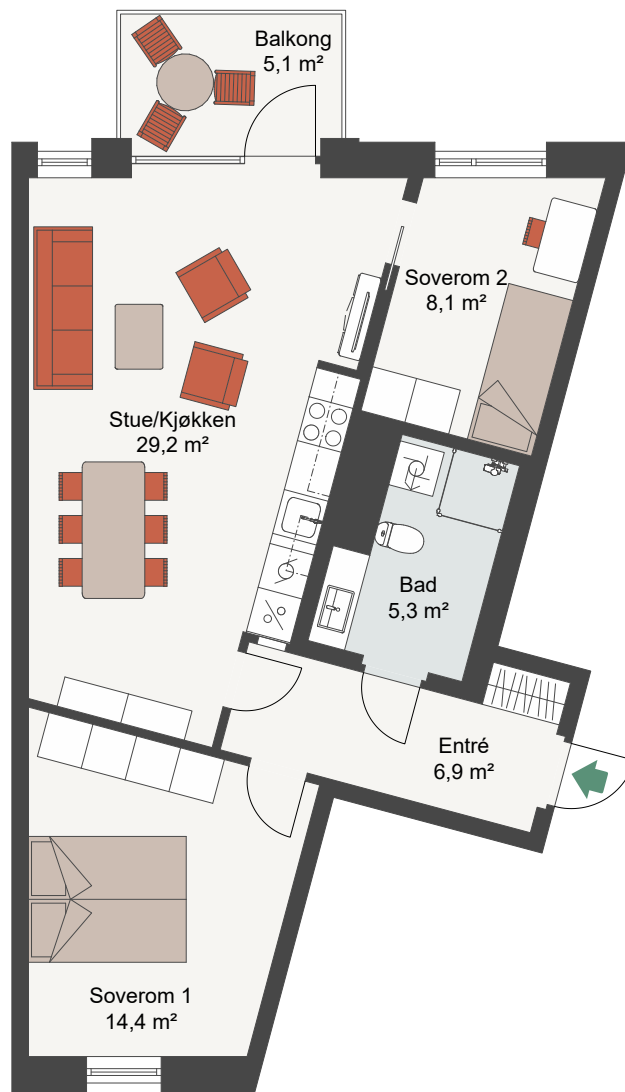 Balkong
5,1 m²
Soverom 2
8,1 m²
Stue/Kjøkken
29,2 m²
Bad
5,3 m²
Entré
6,9 m²
Soverom 1
14,4 m²